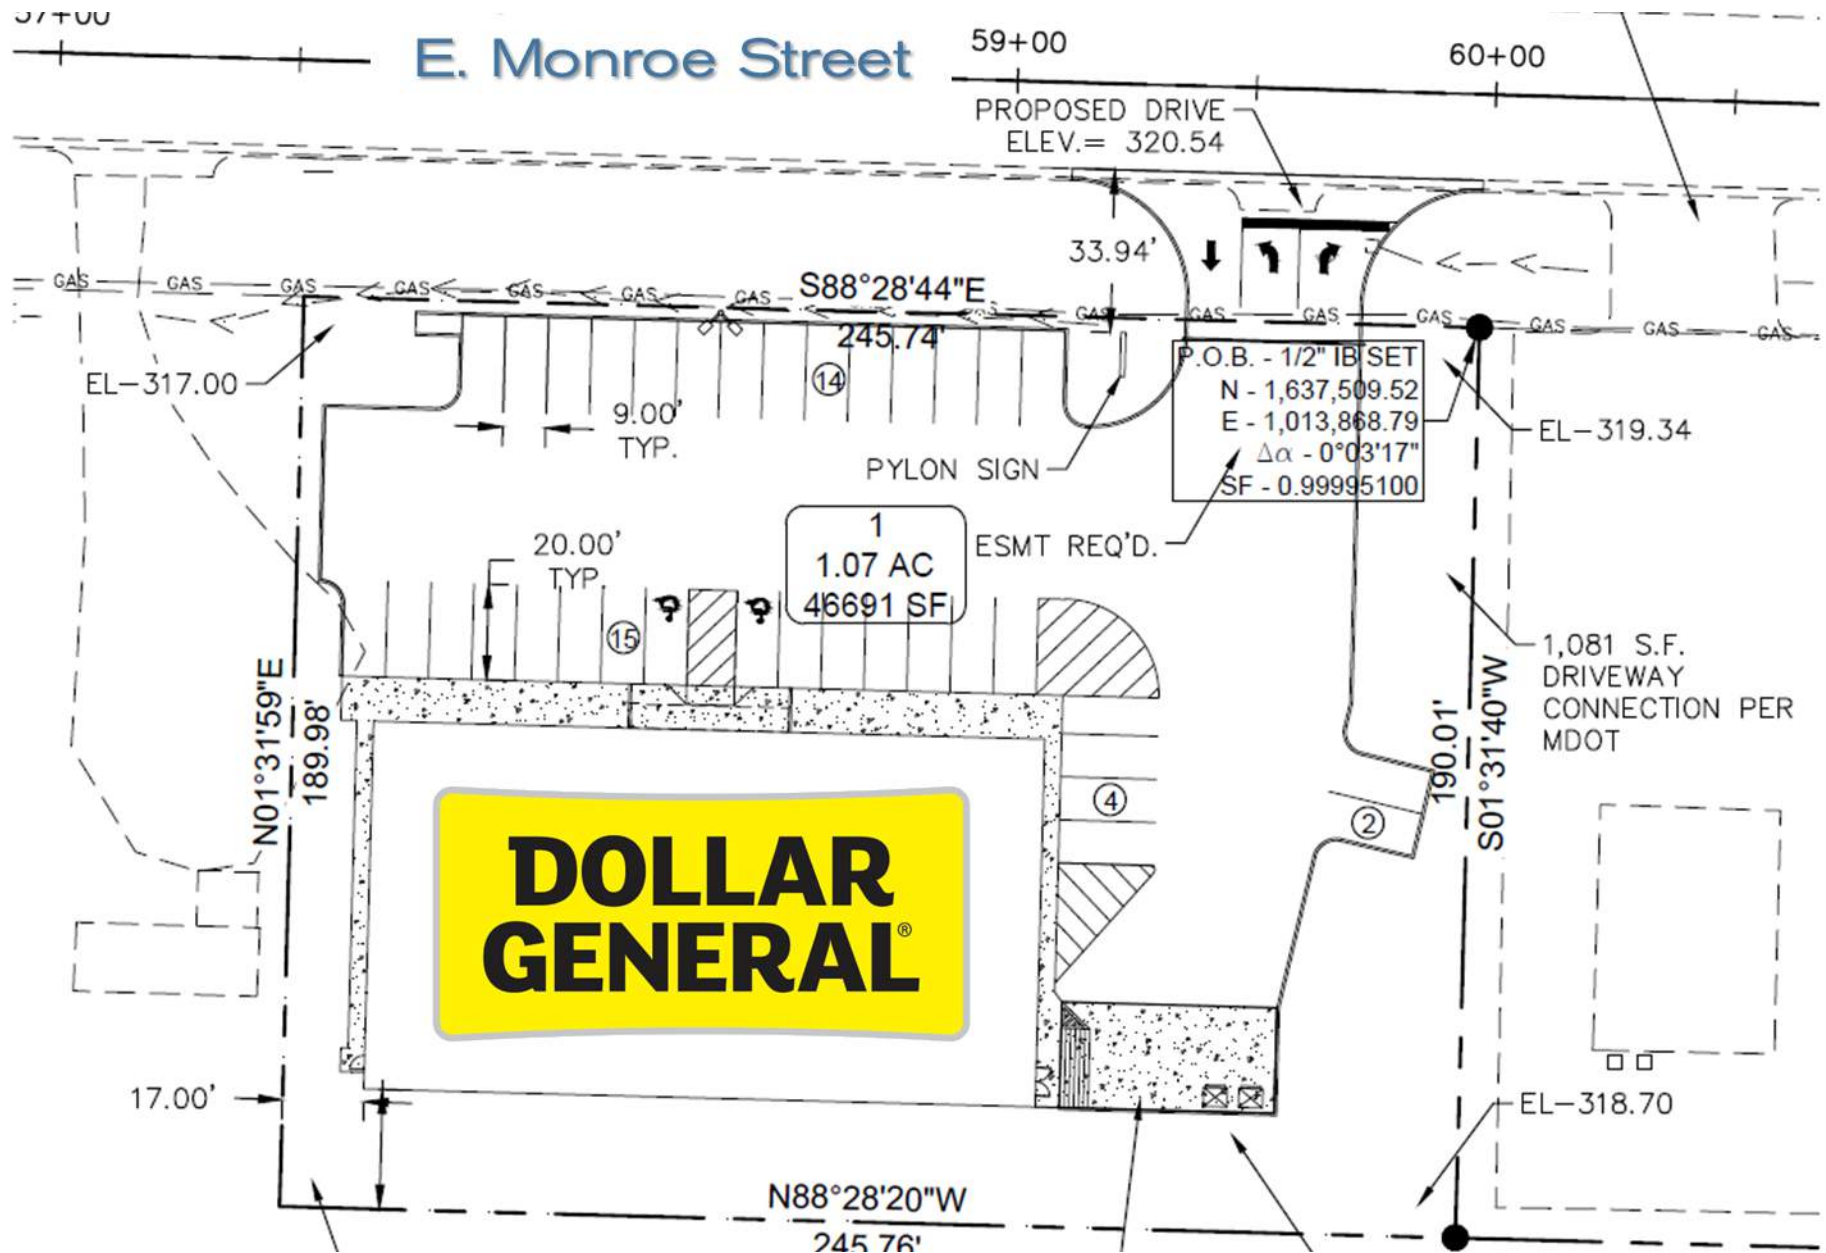 57+00
E. Monroe Street
59+00
60+00
PROPOSED DRIVE
ELEV.= 320.54
33.94'
GAS
GAS
GAS
GAS
GAS
GAS
GAS
S88°28'44"E
245.74'
GAS
GAS
GAS
GAS
GAS
GAS
GAS
EL-317.00
14
9.00'
TYP.
P.O.B. - 1/2" IB SET
N - 1,637,509.52
E - 1,013,868.79
Δα - 0°03'17"
SF - 0.99995100
EL-319.34
PYLON SIGN
1
1.07 AC
46691 SF
ESMT REQ'D.
20.00'
TYP.
15
N01°31'59"E
189.98'
1,081 S.F.
DRIVEWAY
CONNECTION PER
MDOT
190.01'
S01°31'40"W
4
2
DOLLAR
GENERAL®
17.00'
EL-318.70
N88°28'20"W
245.76'